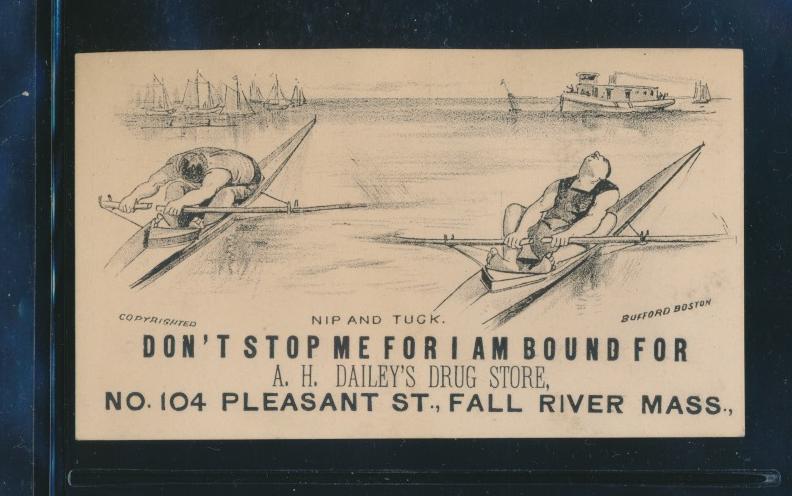 COPYRIGHTED
NIP AND TUCK.
BUFFORD BOSTON
DON'T STOP ME FOR I AM BOUND FOR
A. H. DAILEY'S DRUG STORE,
NO. 104 PLEASANT ST., FALL RIVER MASS.,